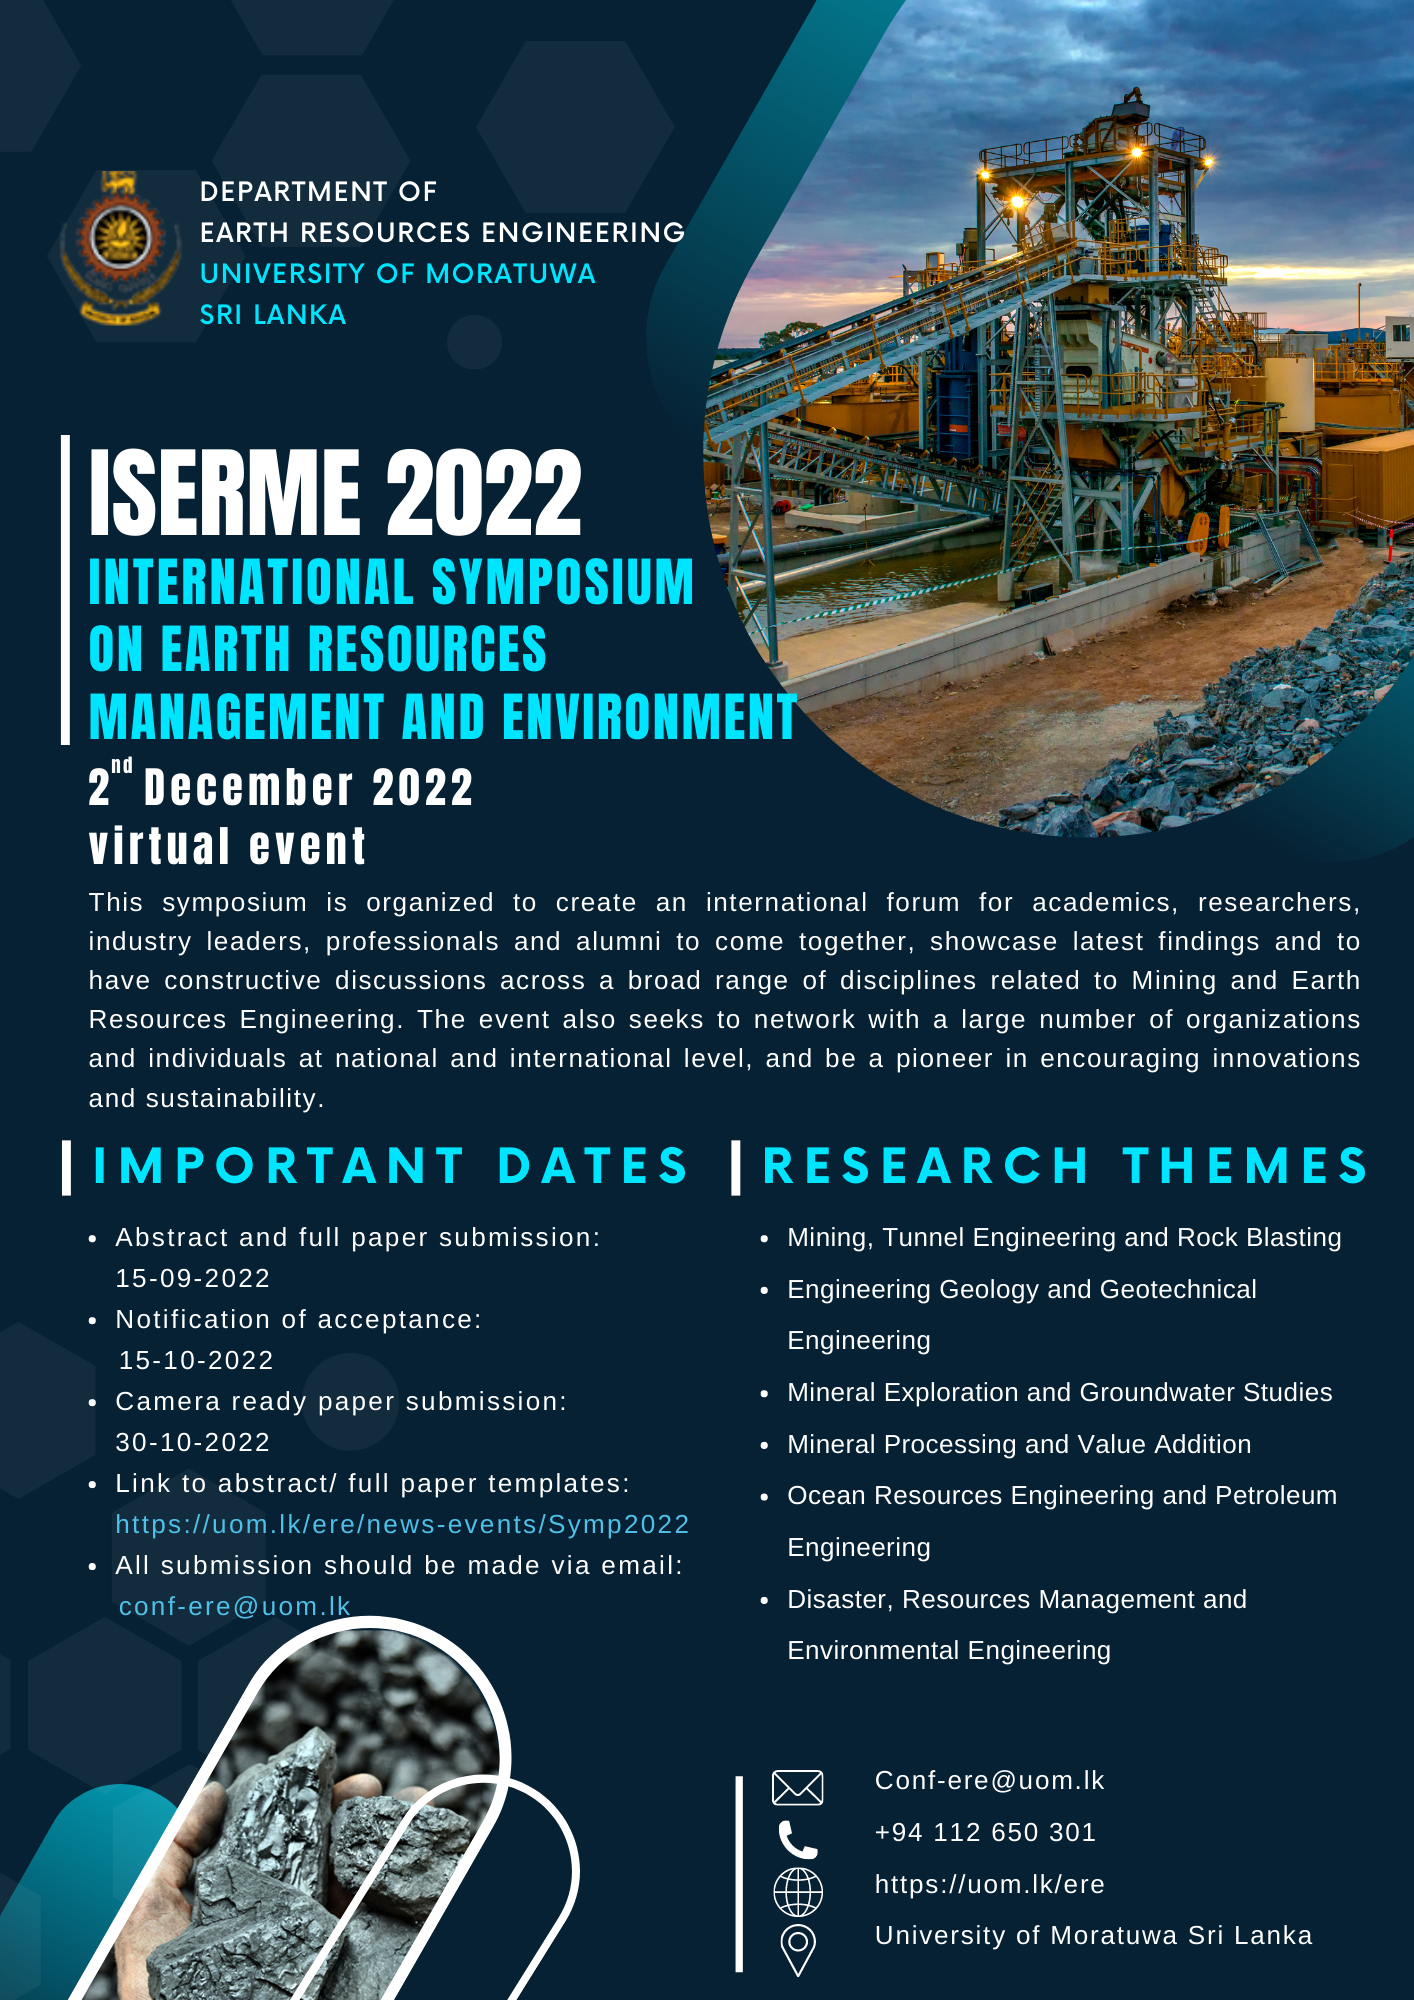 DEPARTMENT OF
EARTH RESOURCES ENGINEERING
UNIVERSITY OF MORATUWA
SRI LANKA
ISERME 2022
INTERNATIONAL SYMPOSIUM
ON EARTH RESOURCES
MANAGEMENT AND ENVIRONMENT
2nd December 2022
virtual event
This symposium is organized to create an international forum for academics, researchers,
industry leaders, professionals and alumni to come together, showcase latest findings and to
have constructive discussions across a broad range of disciplines related to Mining and Earth
Resources Engineering. The event also seeks to network with a large number of organizations
and individuals at national and international level, and be a pioneer in encouraging innovations
and sustainability.
IMPORTANT DATES
• Abstract and full paper submission:
15-09-2022
• Notification of acceptance:
15-10-2022
• Camera ready paper submission:
30-10-2022
• Link to abstract/ full paper templates:
https://uom.lk/ere/news-events/Symp2022
• All submission should be made via email:
conf-ere@uom.lk
RESEARCH THEMES
• Mining, Tunnel Engineering and Rock Blasting
• Engineering Geology and Geotechnical
Engineering
• Mineral Exploration and Groundwater Studies
• Mineral Processing and Value Addition
• Ocean Resources Engineering and Petroleum
Engineering
• Disaster, Resources Management and
Environmental Engineering
Conf-ere@uom.lk
+94 112 650 301
https://uom.lk/ere
University of Moratuwa Sri Lanka